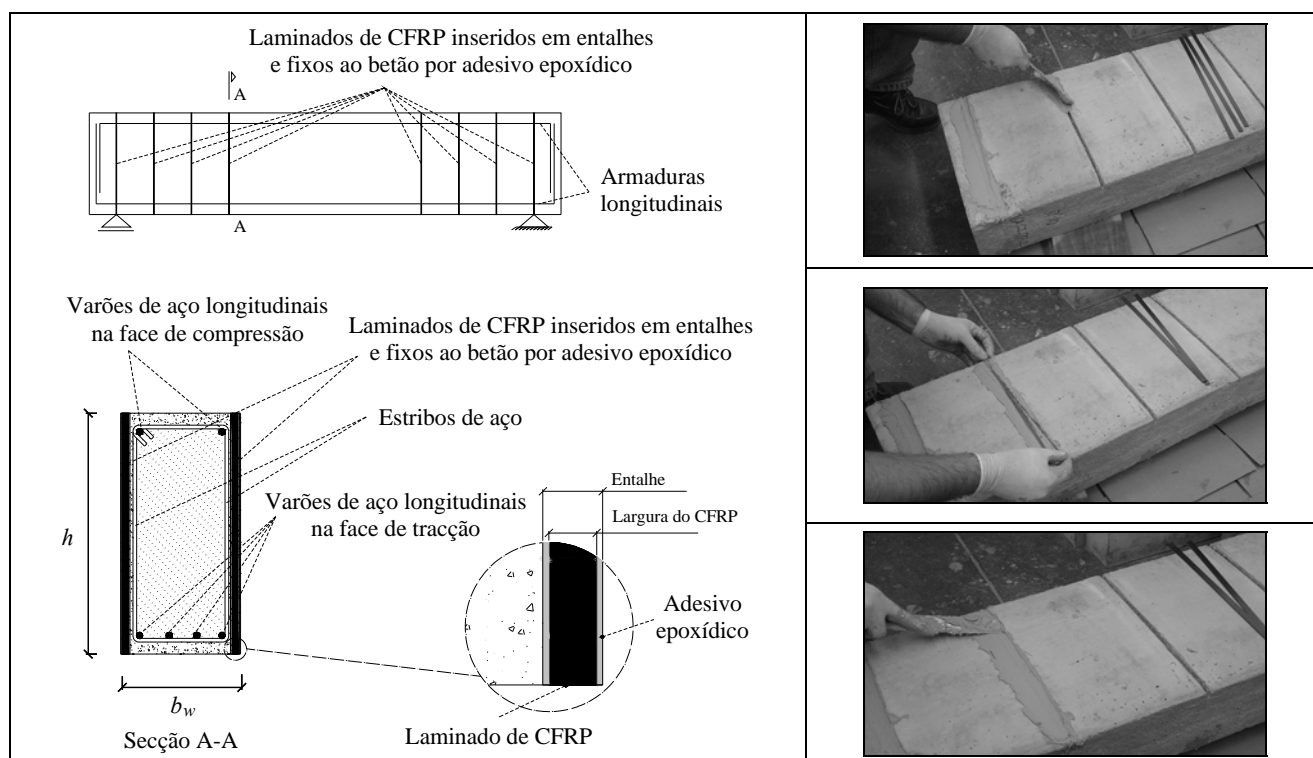 Laminados de CFRP inseridos em entalhes
e fixos ao betão por adesivo epoxídico
A
A
Armaduras
longitudinais
Varões de aço longitudinais
na face de compressão
Laminados de CFRP inseridos em entalhes
e fixos ao betão por adesivo epoxídico
Estribos de aço
Varões de aço longitudinais
na face de tracção
Entalhe
Largura do CFRP
h
Adesivo
epoxídico
b_w
Secção A-A
Laminado de CFRP